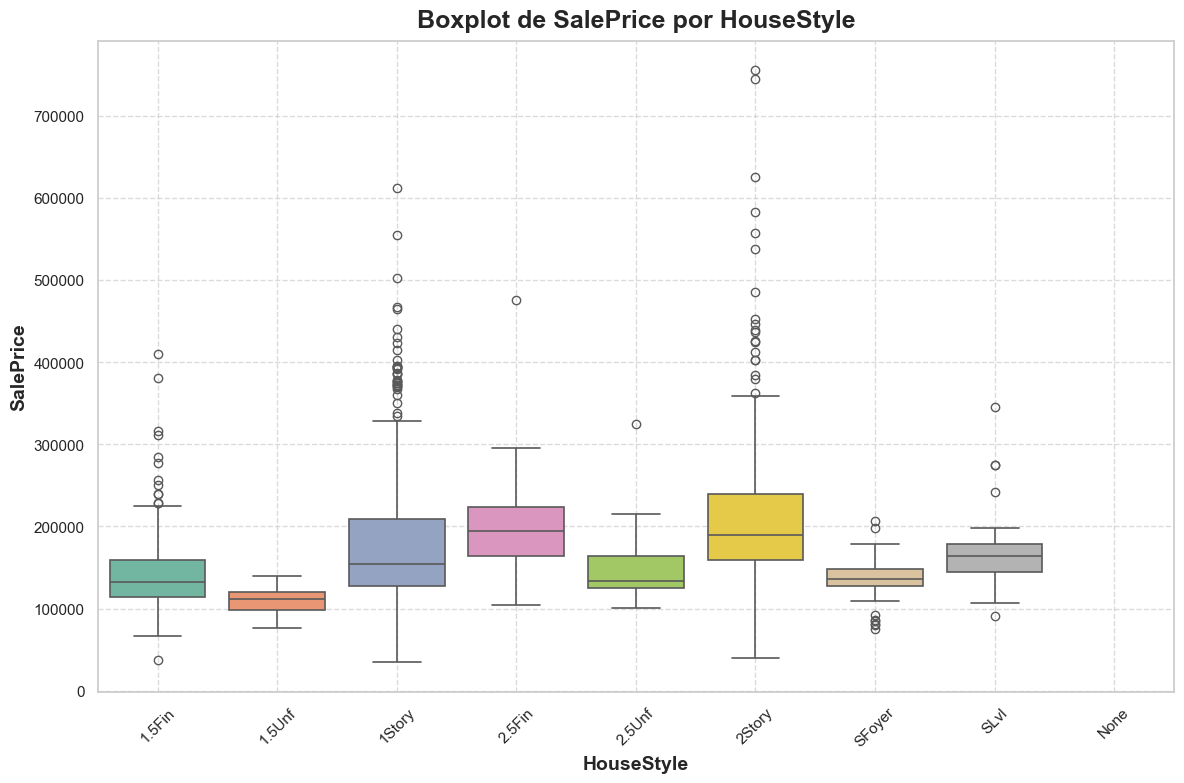 Boxplot de SalePrice por HouseStyle
SalePrice
700000
600000
500000
400000
300000
200000
100000
0
1.5Fin
1.5Unf
1Story
2.5Fin
2.5Unf
2Story
SFoyer
SLvl
None
HouseStyle